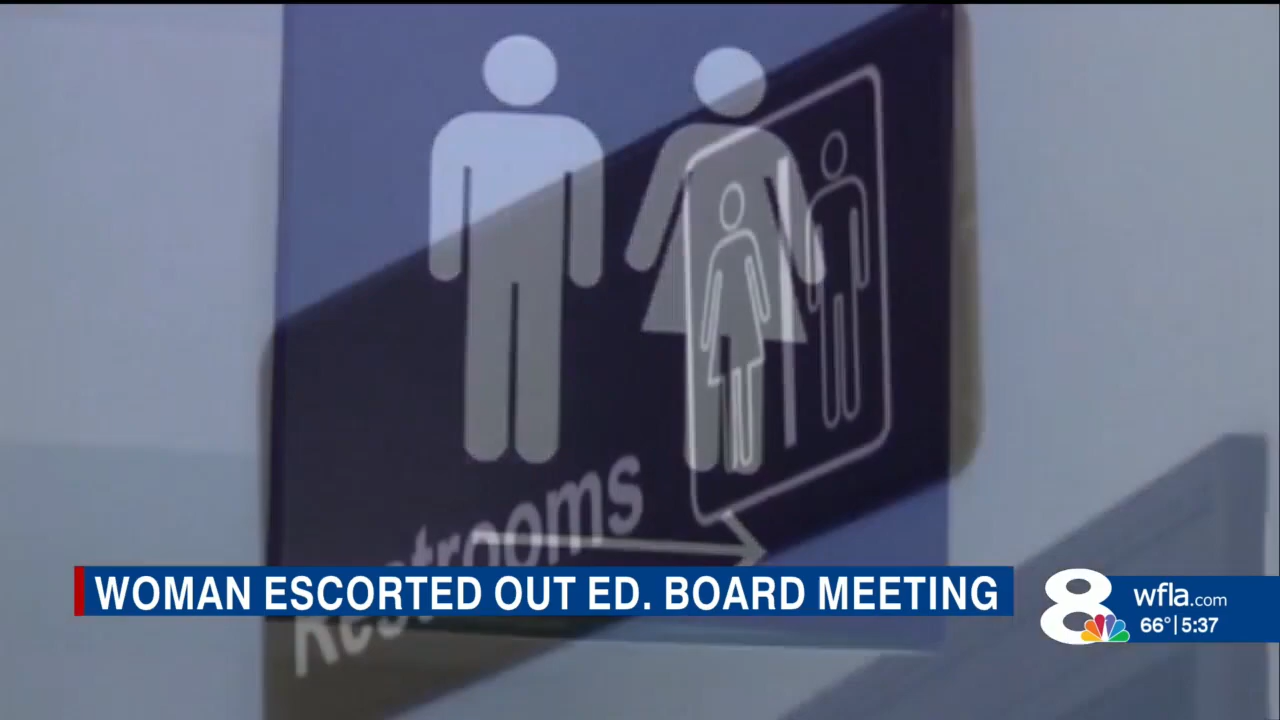 Restrooms
WOMAN ESCORTED OUT ED. BOARD MEETING
8
wfla.com
66° | 5:37